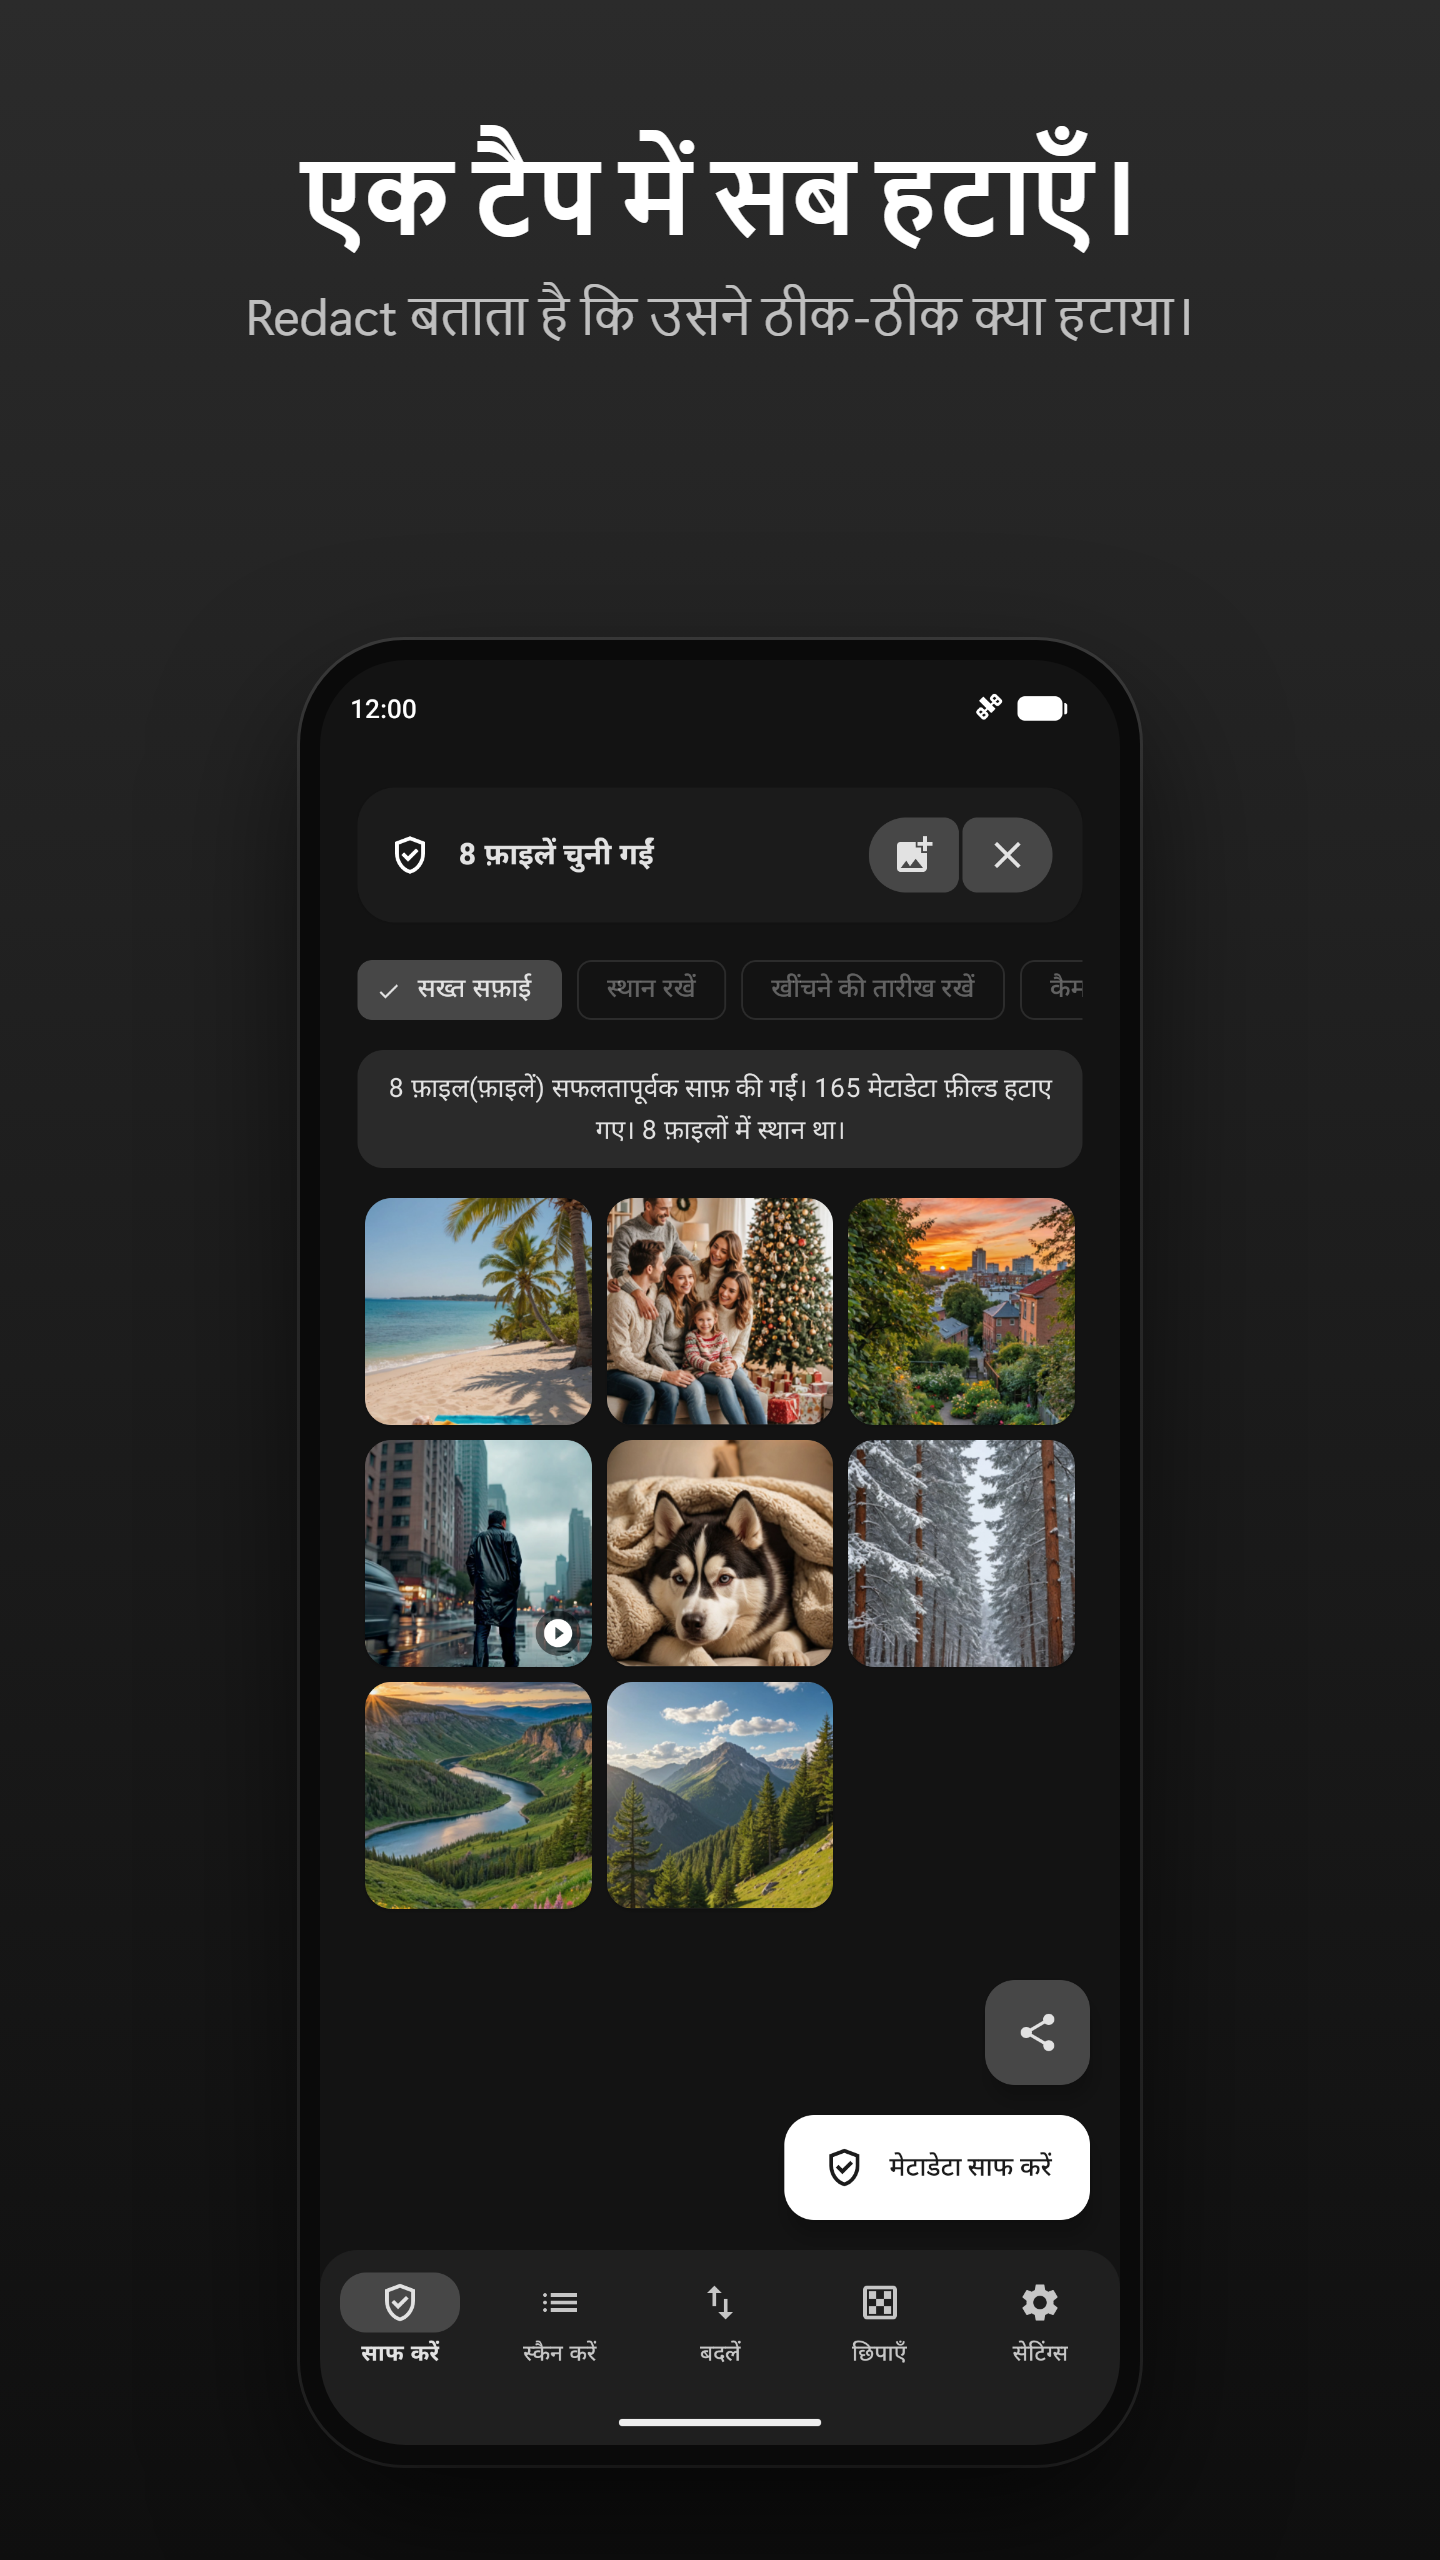 एक टैप में सब हटाएँ।
Redact बताता है कि उसने ठीक-ठीक क्या हटाया।
12:00
8 फ़ाइलें चुनी गईं
सख्त सफ़ाई
स्थान रखें
खींचने की तारीख रखें
8 फ़ाइल(फ़ाइलें) सफलतापूर्वक साफ़ की गईं। 165 मेटाडेटा फ़ील्ड हटाए
गए। 8 फ़ाइलों में स्थान था।
मेटाडेटा साफ करें
साफ करें
स्कैन करें
बदलें
छिपाएँ
सेटिंग्स